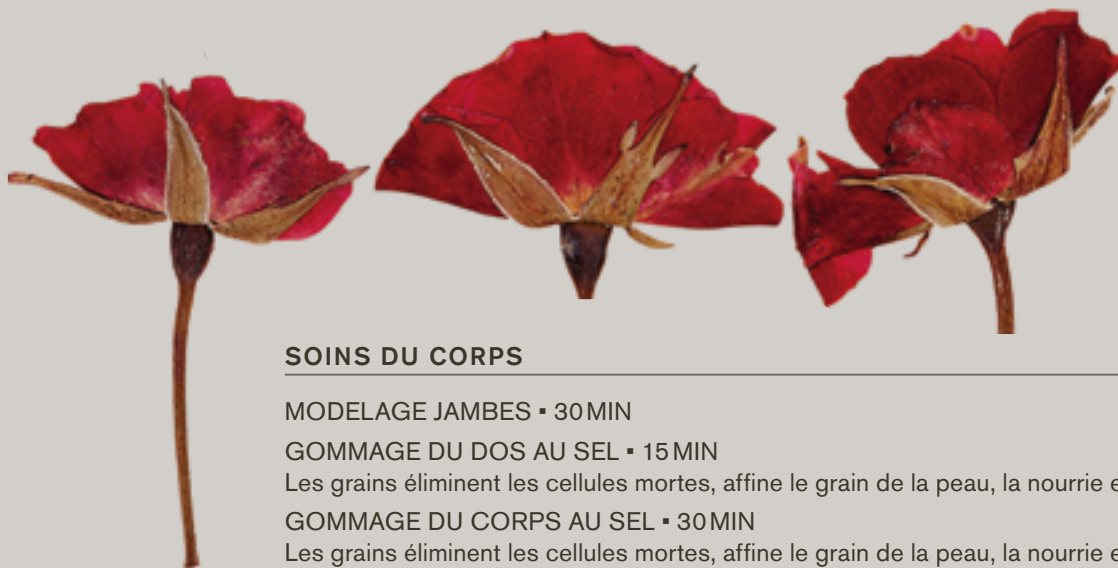 SOINS DU CORPS
MODELAGE JAMBES ▪ 30 MIN
GOMMAGE DU DOS AU SEL ▪ 15 MIN
Les grains éliminent les cellules mortes, affine le grain de la peau, la nourrie
GOMMAGE DU CORPS AU SEL ▪ 30 MIN
Les grains éliminent les cellules mortes, affine le grain de la peau, la nourrie